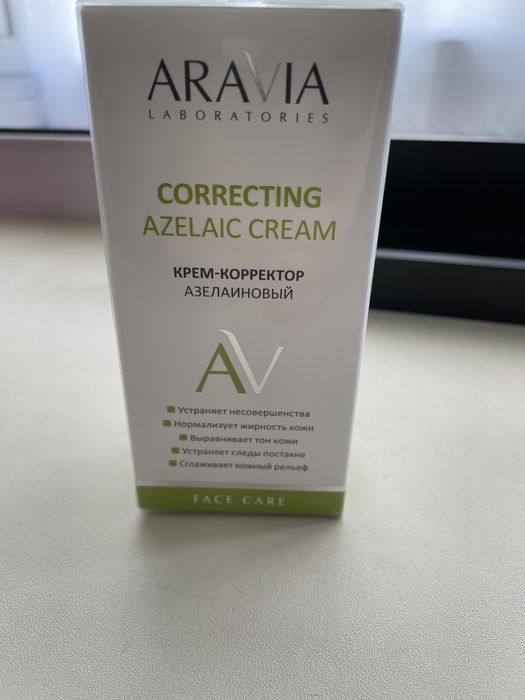 ARAVIA
LABORATORIES
CORRECTING
AZELAIC CREAM
КРЕМ-КОРРЕКТОР
АЗЕЛАИНОВЫЙ
AV
Устраняет несовершенства
Нормализует жирность кожи
Выравнивает тон кожи
Устраняет следы постакне
Сглаживает кожный рельеф
FACE CARE